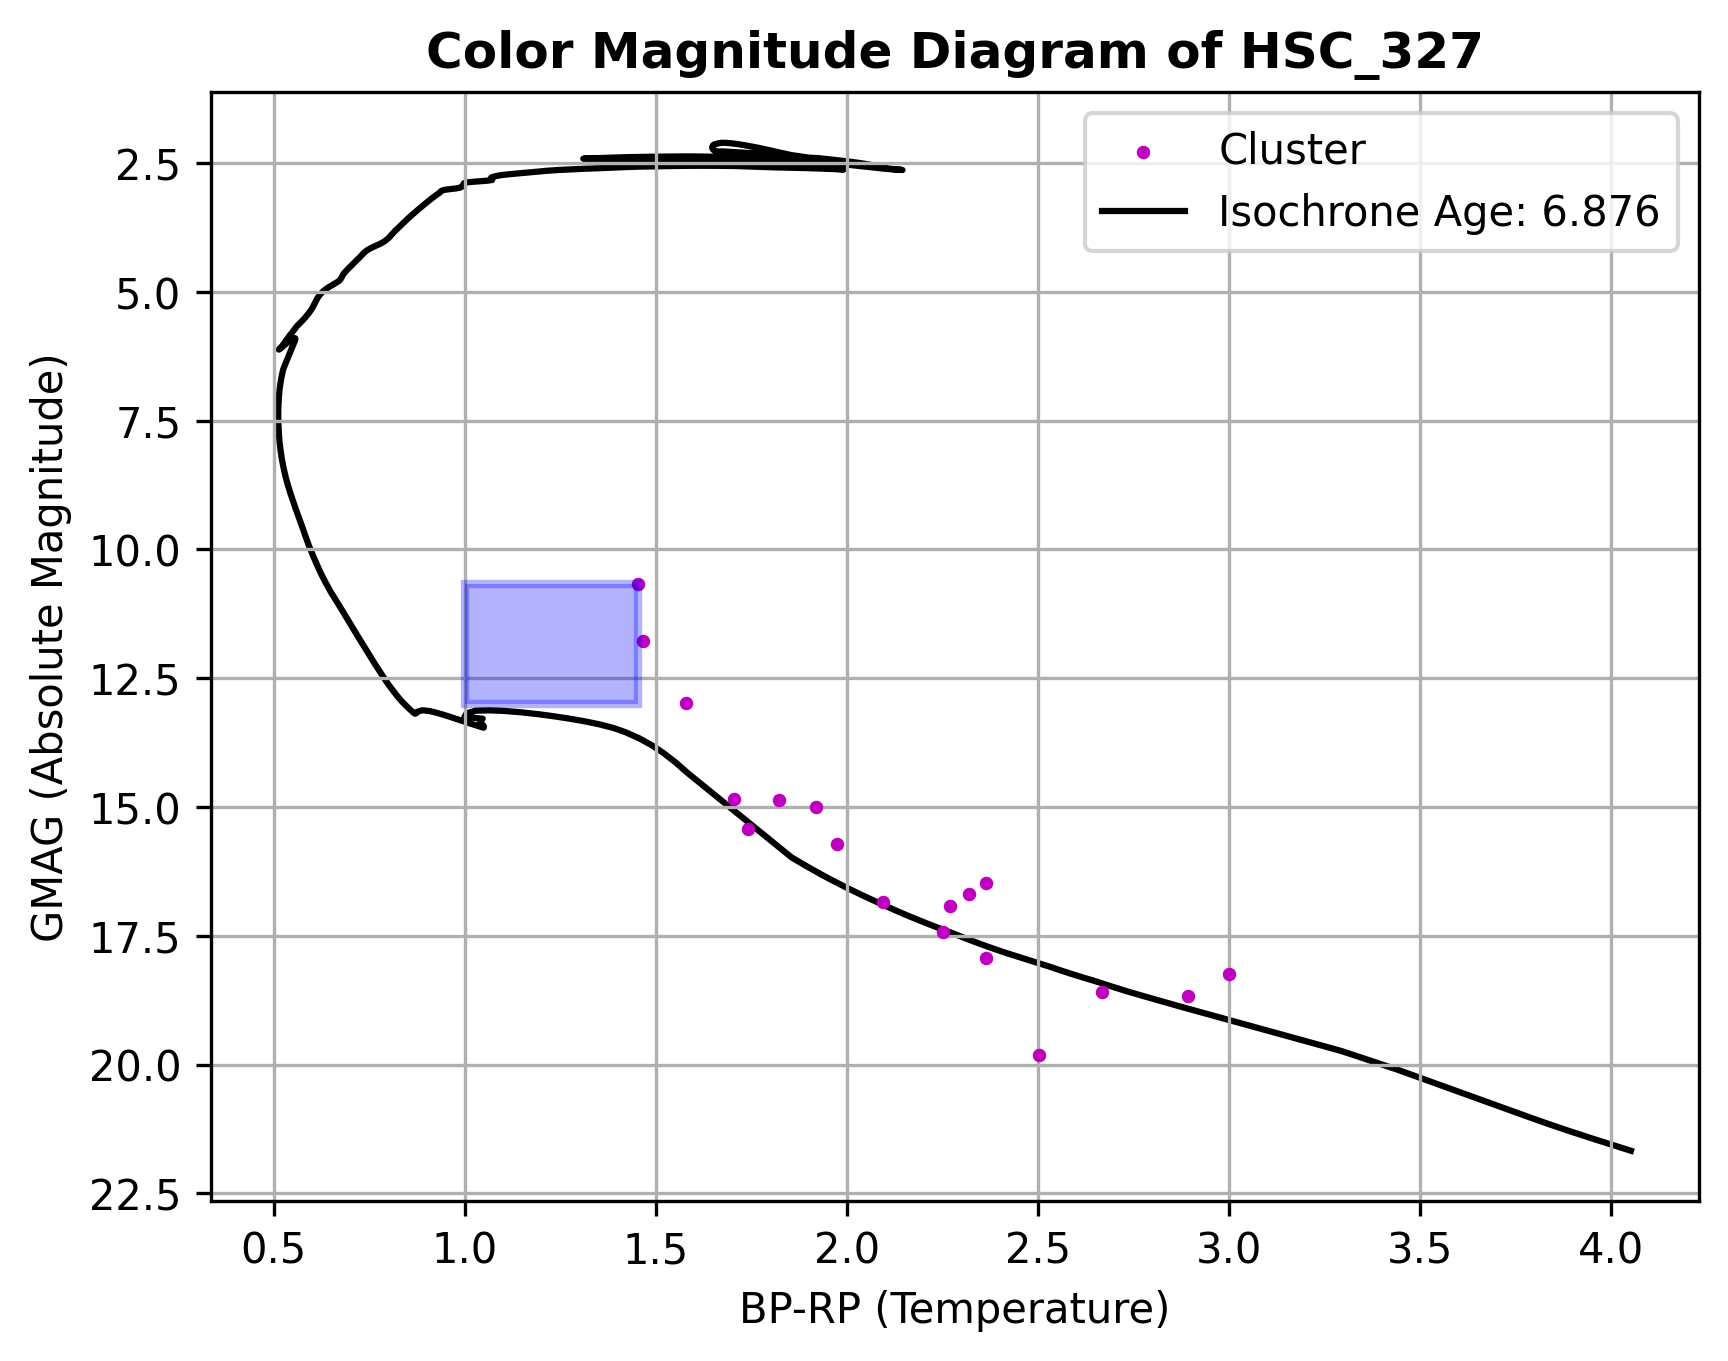 Color Magnitude Diagram of HSC_327
Cluster
Isochrone Age: 6.876
GMAG (Absolute Magnitude)
2.5
5.0
7.5
10.0
12.5
15.0
17.5
20.0
22.5
0.5 1.0 1.5 2.0 2.5 3.0 3.5 4.0
BP-RP (Temperature)